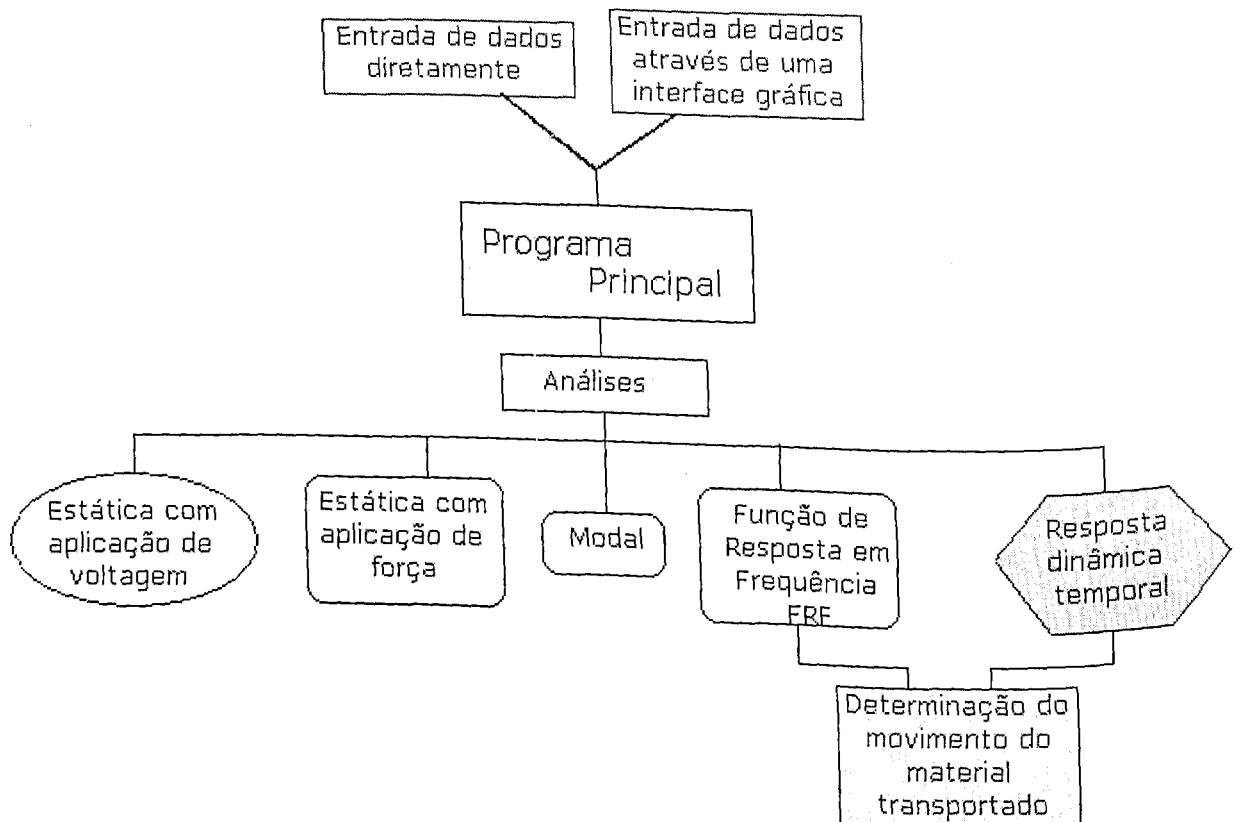 Entrada de dados
diretamente
Entrada de dados
através de uma
interface gráfica
Programa
Principal
Análises
Estática com
aplicação de
voltagem
Estática com
aplicação de
força
Modal
Função de
Resposta em
Frequência
FRF
Resposta
dinâmica
temporal
Determinação do
movimento do
material
transportado